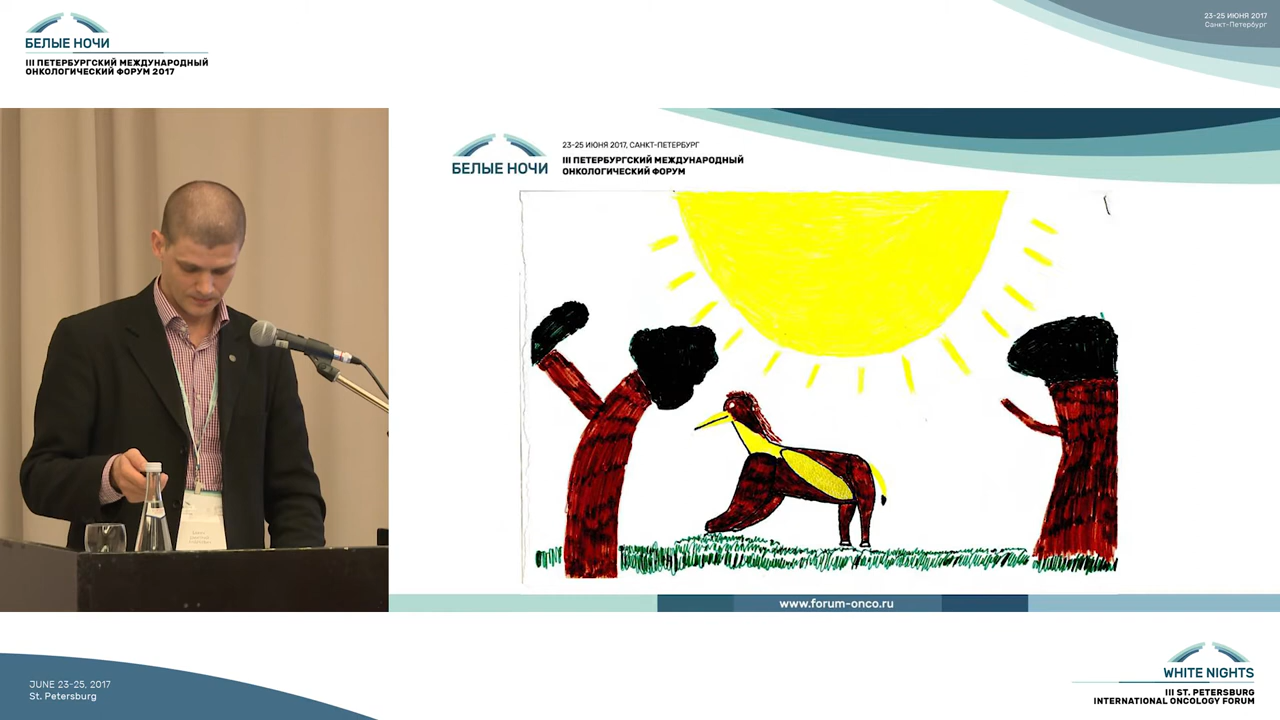 БЕЛЫЕ НОЧИ
III ПЕТЕРБУРГСКИЙ МЕЖДУНАРОДНЫЙ
ОНКОЛОГИЧЕСКИЙ ФОРУМ 2017
23-25 ИЮНЯ 2017
Санкт-Петербург
БЕЛЫЕ НОЧИ
23-25 ИЮНЯ 2017, САНКТ-ПЕТЕРБУРГ
III ПЕТЕРБУРГСКИЙ МЕЖДУНАРОДНЫЙ
ОНКОЛОГИЧЕСКИЙ ФОРУМ
www.forum-onco.ru
JUNE 23-25, 2017
St. Petersburg
WHITE NIGHTS
III ST. PETERSBURG
INTERNATIONAL ONCOLOGY FORUM